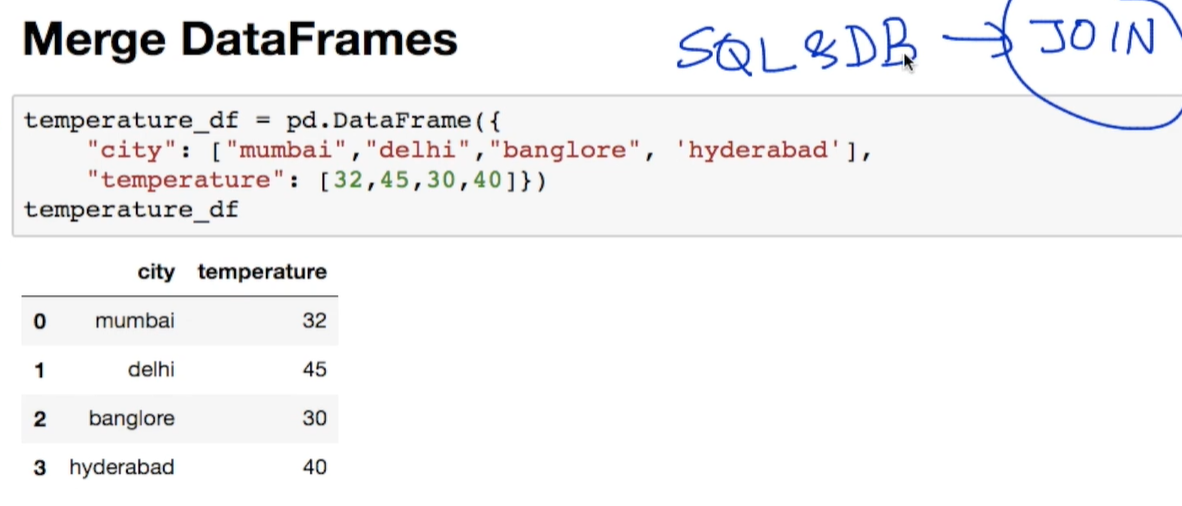 Merge DataFrames
SQL & DB → JOIN
temperature_df = pd.DataFrame({
    "city": ["mumbai","delhi","banglore", 'hyderabad'],
    "temperature": [32,45,30,40]})
temperature_df
city temperature
0 mumbai 32
1 delhi 45
2 banglore 30
3 hyderabad 40